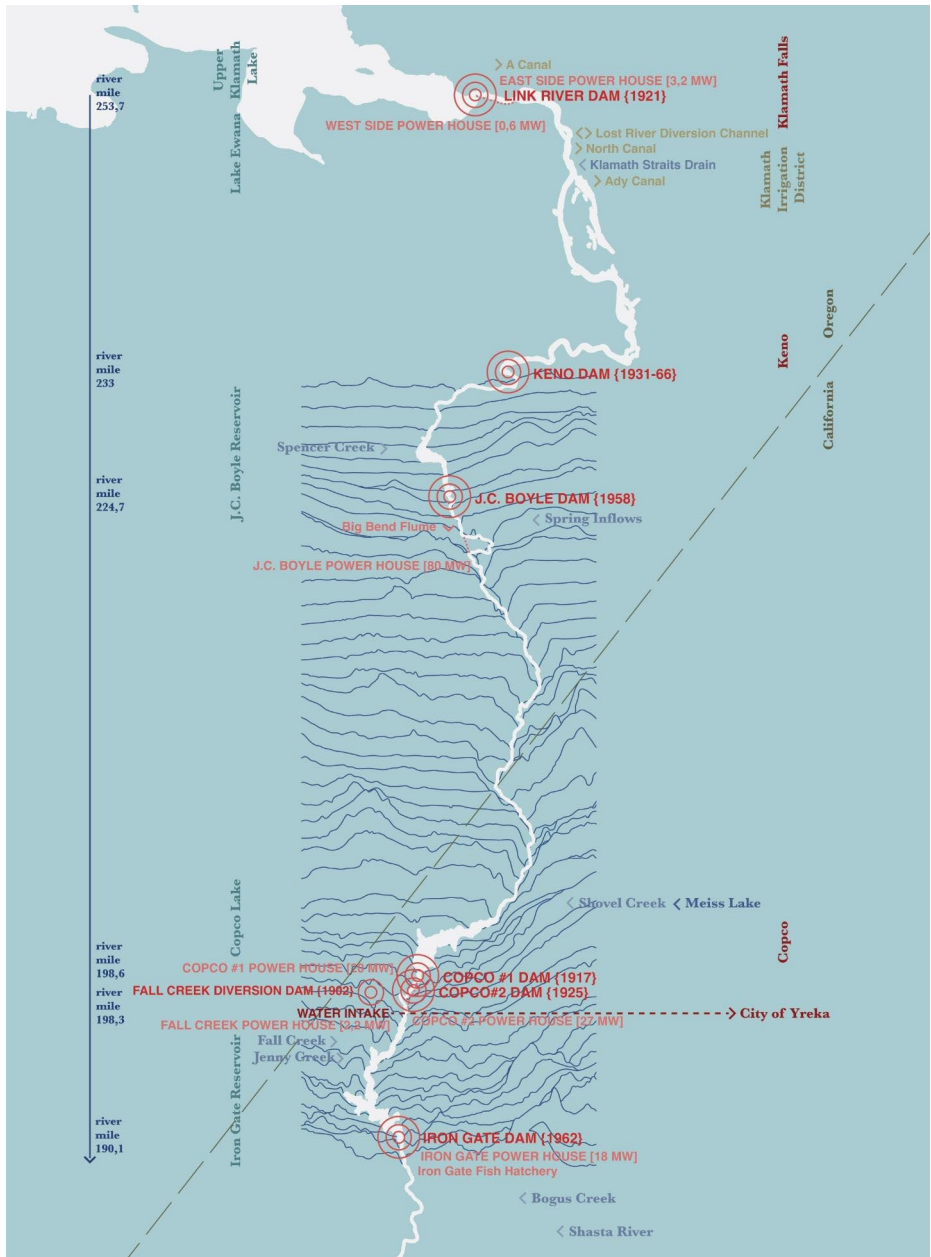 river
mile
253,7
Upper
Klamath
Lake
Lake Ewana
A Canal
EAST SIDE POWER HOUSE [3,2 MW]
LINK RIVER DAM {1921}
WEST SIDE POWER HOUSE [0,6 MW]
Lost River Diversion Channel
North Canal
Klamath Straits Drain
Ady Canal
Klamath Falls
Klamath
Irrigation
District
Oregon
California
river
mile
233
Keno
KENO DAM {1931-66}
J.C. Boyle Reservoir
Spencer Creek
river
mile
224,7
J.C. BOYLE DAM {1958}
Spring Inflows
Big Bend Flume
J.C. BOYLE POWER HOUSE [80 MW]
Copco Lake
Shovel Creek
Meiss Lake
Copco
river
mile
198,6
COPCO #1 POWER HOUSE [20 MW]
COPCO #1 DAM {1917}
river
mile
198,3
FALL CREEK DIVERSION DAM {1902}
COPCO#2 DAM {1925}
WATER INTAKE
City of Yreka
FALL CREEK POWER HOUSE [2,2 MW]
COPCO #2 POWER HOUSE [27 MW]
Fall Creek
Jenny Creek
Iron Gate Reservoir
river
mile
190,1
IRON GATE DAM {1962}
IRON GATE POWER HOUSE [18 MW]
Iron Gate Fish Hatchery
Bogus Creek
Shasta River